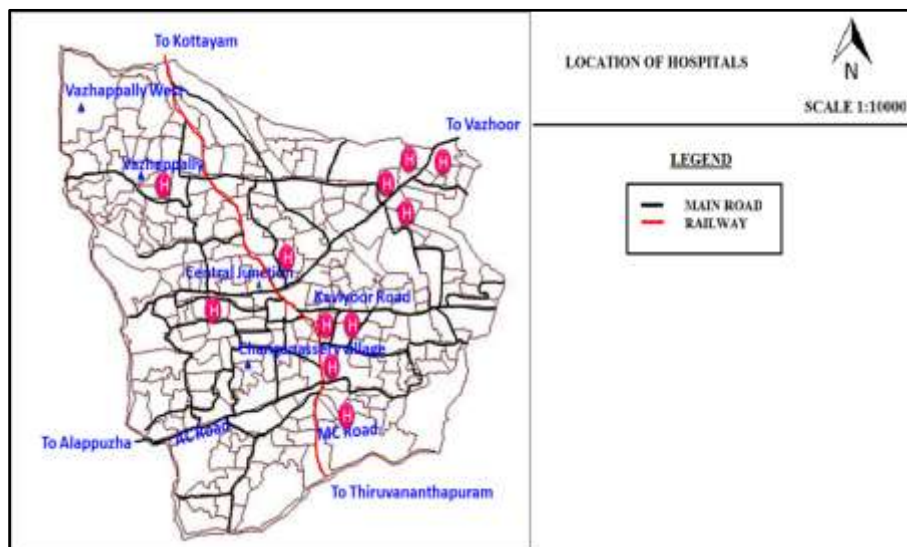 To Kottayam
Vazhappally West
To Vazhoor
Vazhappally
H
H
H
H
H
H
Central Junction
Kaviyoor Road
H
H
H
Changanassery village
H
H
MC Road
AC Road
To Alappuzha
To Thiruvananthapuram
LOCATION OF HOSPITALS
N
SCALE 1:10000
LEGEND
MAIN ROAD
RAILWAY